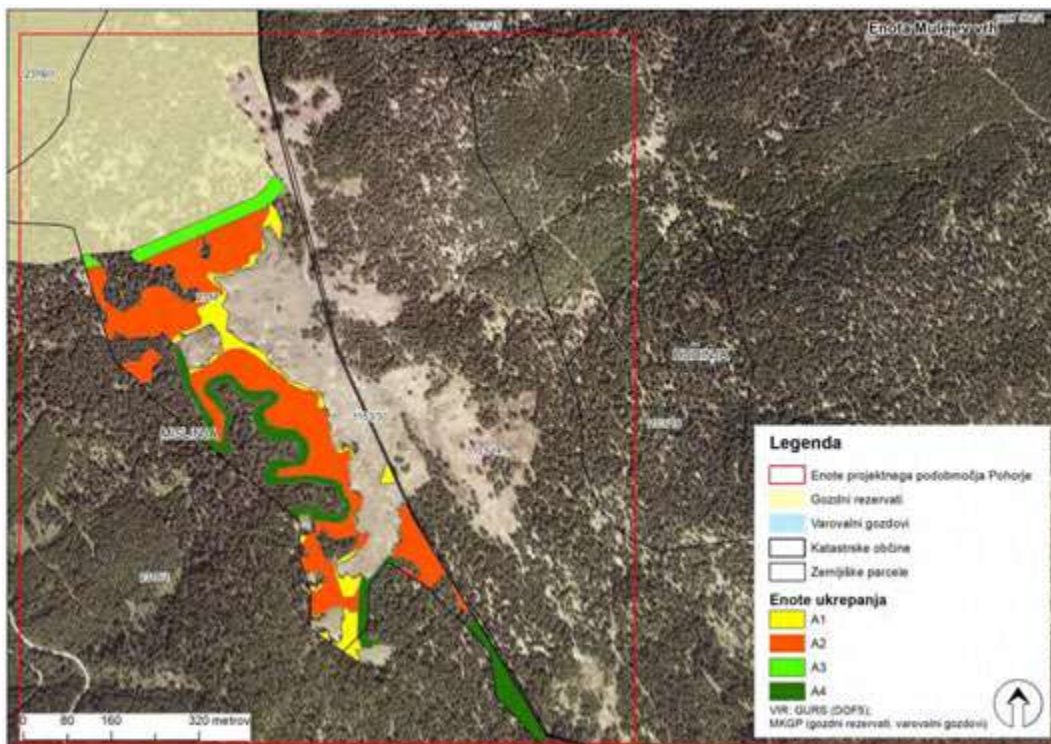 Enota Mulejev vrh
MISLINJA
Legenda
Enote projektnega podobmočja Pohorje
Gozdni rezervati
Varovalni gozdovi
Katastrske občine
Zemljiške parcele
Enote ukrepanja
A1
A2
A3
A4
VIR: GURS (DOF5);
MKGP (gozdni rezervati, varovalni gozdovi)
0 80 160 320 metrov